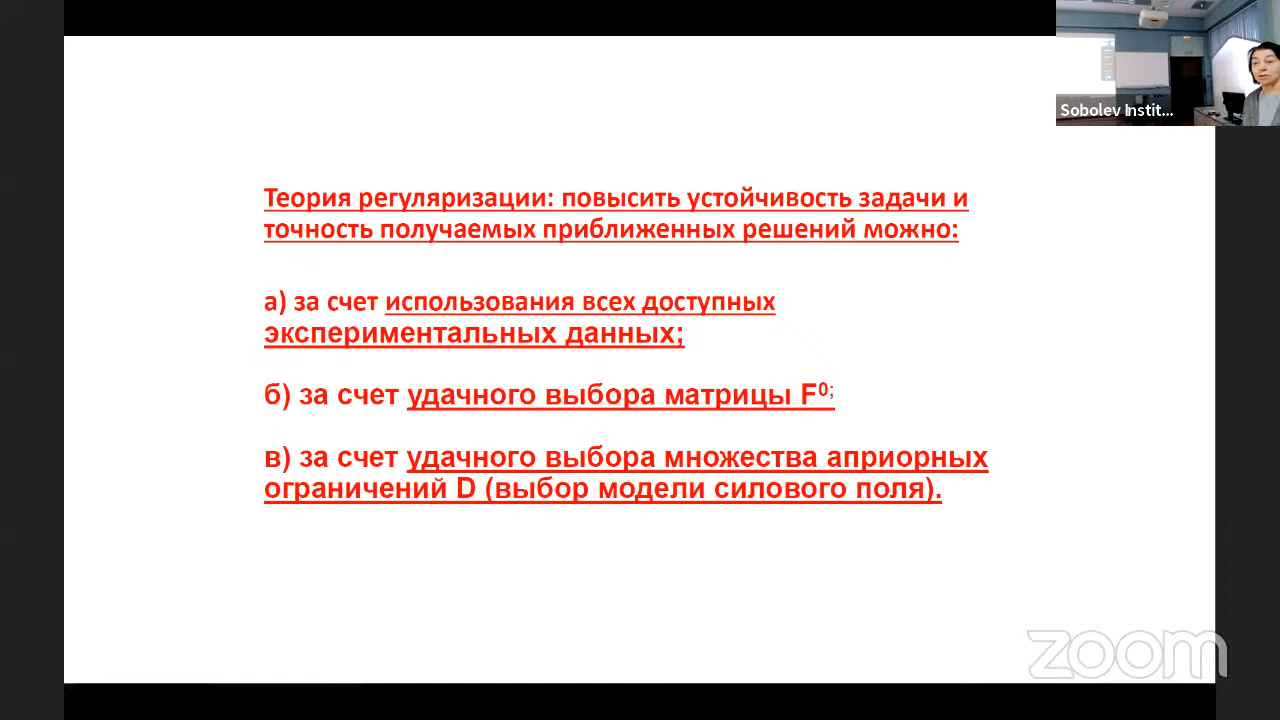 Sobolev Instit...
Теория регуляризации: повысить устойчивость задачи и
точность получаемых приближенных решений можно:
а) за счет использования всех доступных
экспериментальных данных;
б) за счет удачного выбора матрицы F⁰;
в) за счет удачного выбора множества априорных
ограничений D (выбор модели силового поля).
zoom